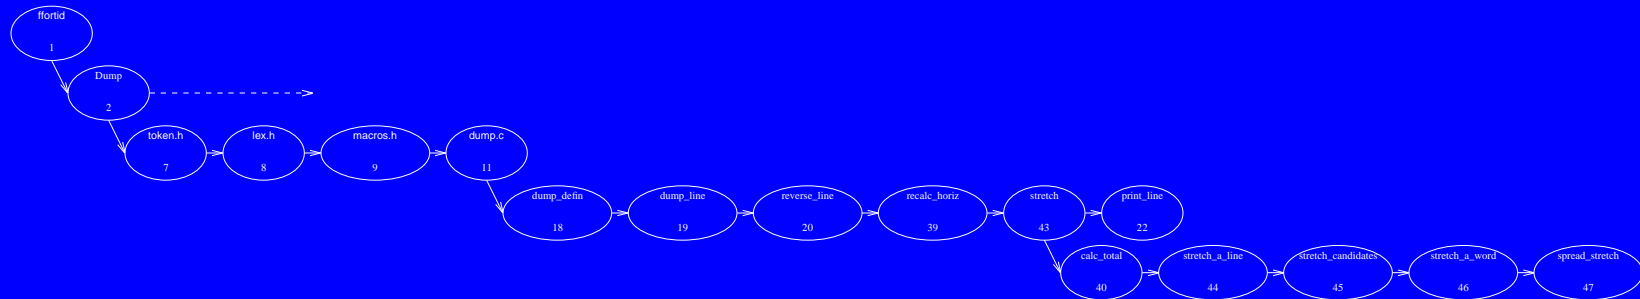 ffortid
1
Dump
2
token.h
7
lex.h
8
macros.h
9
dump.c
11
dump_defin
18
dump_line
19
reverse_line
20
recalc_horiz
39
stretch
43
print_line
22
calc_total
40
stretch_a_line
44
stretch_candidates
45
stretch_a_word
46
spread_stretch
47